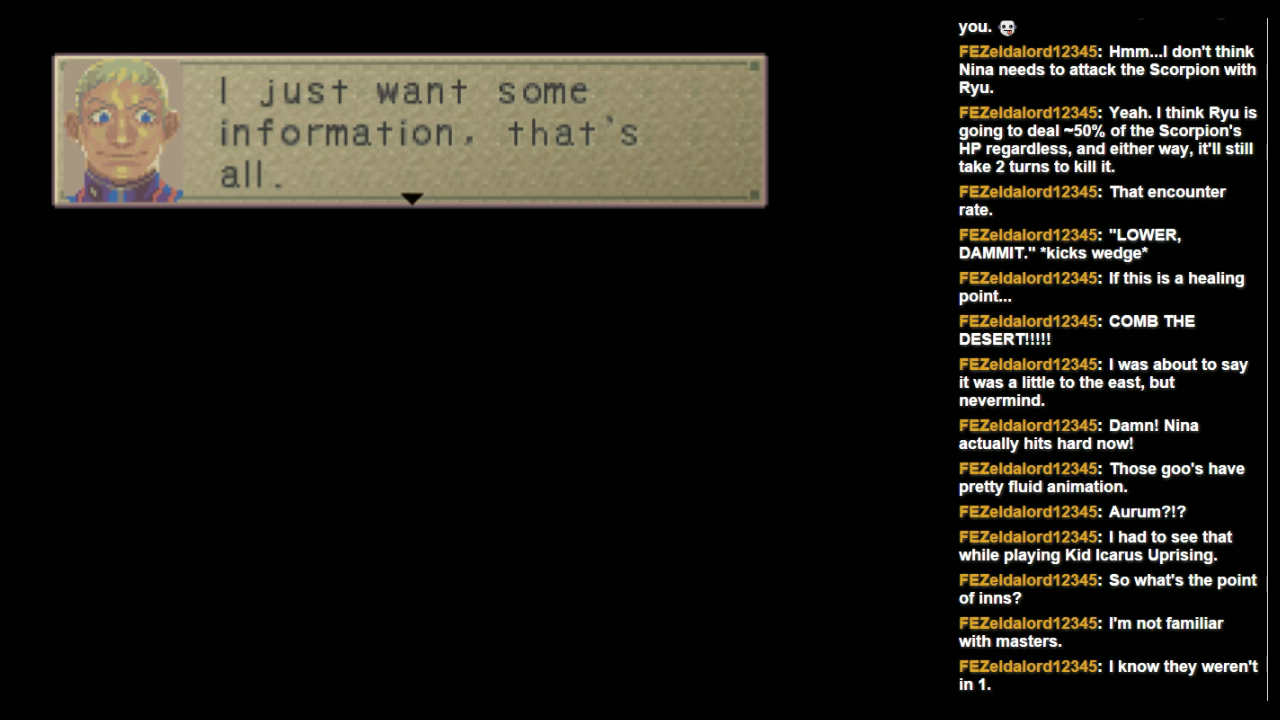 I just want some
information, that's
all.
you.
FEZeldalord12345: Hmm...I don't think
Nina needs to attack the Scorpion with
Ryu.
FEZeldalord12345: Yeah. I think Ryu is
going to deal ~50% of the Scorpion's
HP regardless, and either way, it'll still
take 2 turns to kill it.
FEZeldalord12345: That encounter
rate.
FEZeldalord12345: "LOWER,
DAMMIT." *kicks wedge*
FEZeldalord12345: If this is a healing
point...
FEZeldalord12345: COMB THE
DESERT!!!!!
FEZeldalord12345: I was about to say
it was a little to the east, but
nevermind.
FEZeldalord12345: Damn! Nina
actually hits hard now!
FEZeldalord12345: Those goo's have
pretty fluid animation.
FEZeldalord12345: Aurum?!?
FEZeldalord12345: I had to see that
while playing Kid Icarus Uprising.
FEZeldalord12345: So what's the point
of inns?
FEZeldalord12345: I'm not familiar
with masters.
FEZeldalord12345: I know they weren't
in 1.